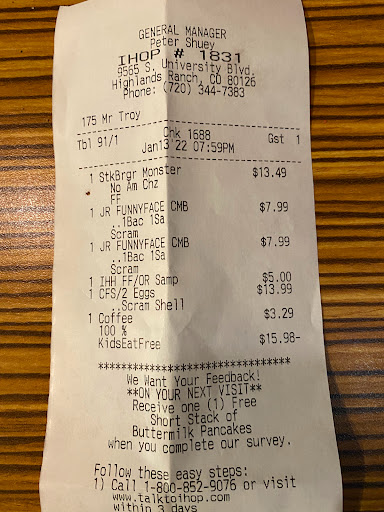 GENERAL MANAGER
Peter Shuey
IHOP # 1831
9565 S. University Blvd.
Highlands Ranch, CO 80126
Phone: (720) 344-7383
175 Mr Troy
Tbl 91/1 Chk 1688 Gst 1
Jan13'22 07:59PM
1 StkBrgr Monster $13.49
No Am Chz
FF
1 JR FUNNYFACE CMB $7.99
..1Bac 1Sa
Scram
1 JR FUNNYFACE CMB $7.99
..1Bac 1Sa
Scram
1 IHH FF/OR Samp $5.00
1 CFS/2 Eggs $13.99
..Scram Shell
1 Coffee $3.29
100 %
KidsEatFree $15.98-
*******************************
We Want Your Feedback!
**ON YOUR NEXT VISIT**
Receive one (1) Free
Short Stack of
Buttermilk Pancakes
when you complete our survey.
Follow these easy steps:
1) Call 1-800-852-9076 or visit
www.talktoihop.com
within 3 days